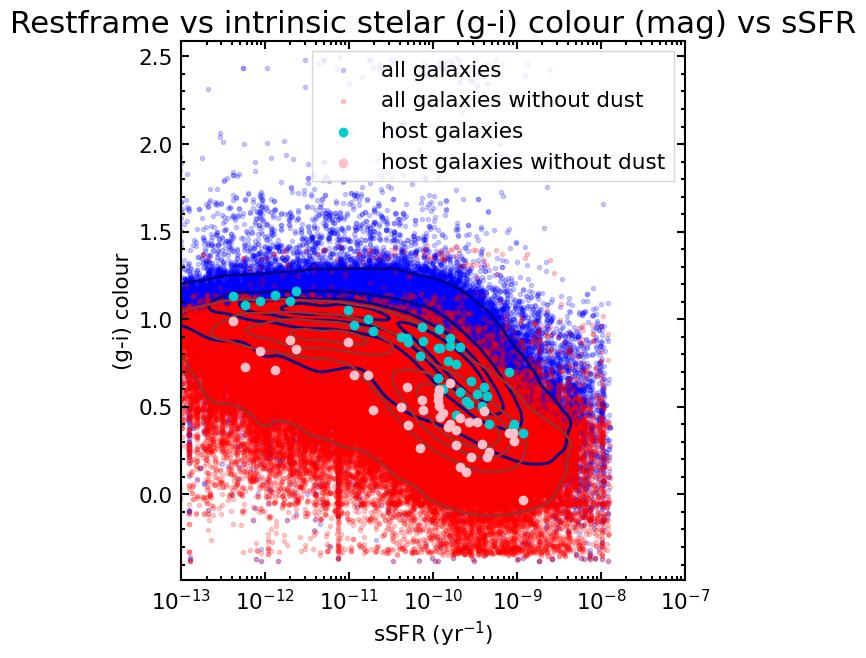 Restframe vs intrinsic stelar (g-i) colour (mag) vs sSFR
all galaxies
all galaxies without dust
host galaxies
host galaxies without dust
2.5
2.0
1.5
1.0
0.5
0.0
(g-i) colour
10⁻¹³ 10⁻¹² 10⁻¹¹ 10⁻¹⁰ 10⁻⁹ 10⁻⁸ 10⁻⁷
sSFR (yr⁻¹)